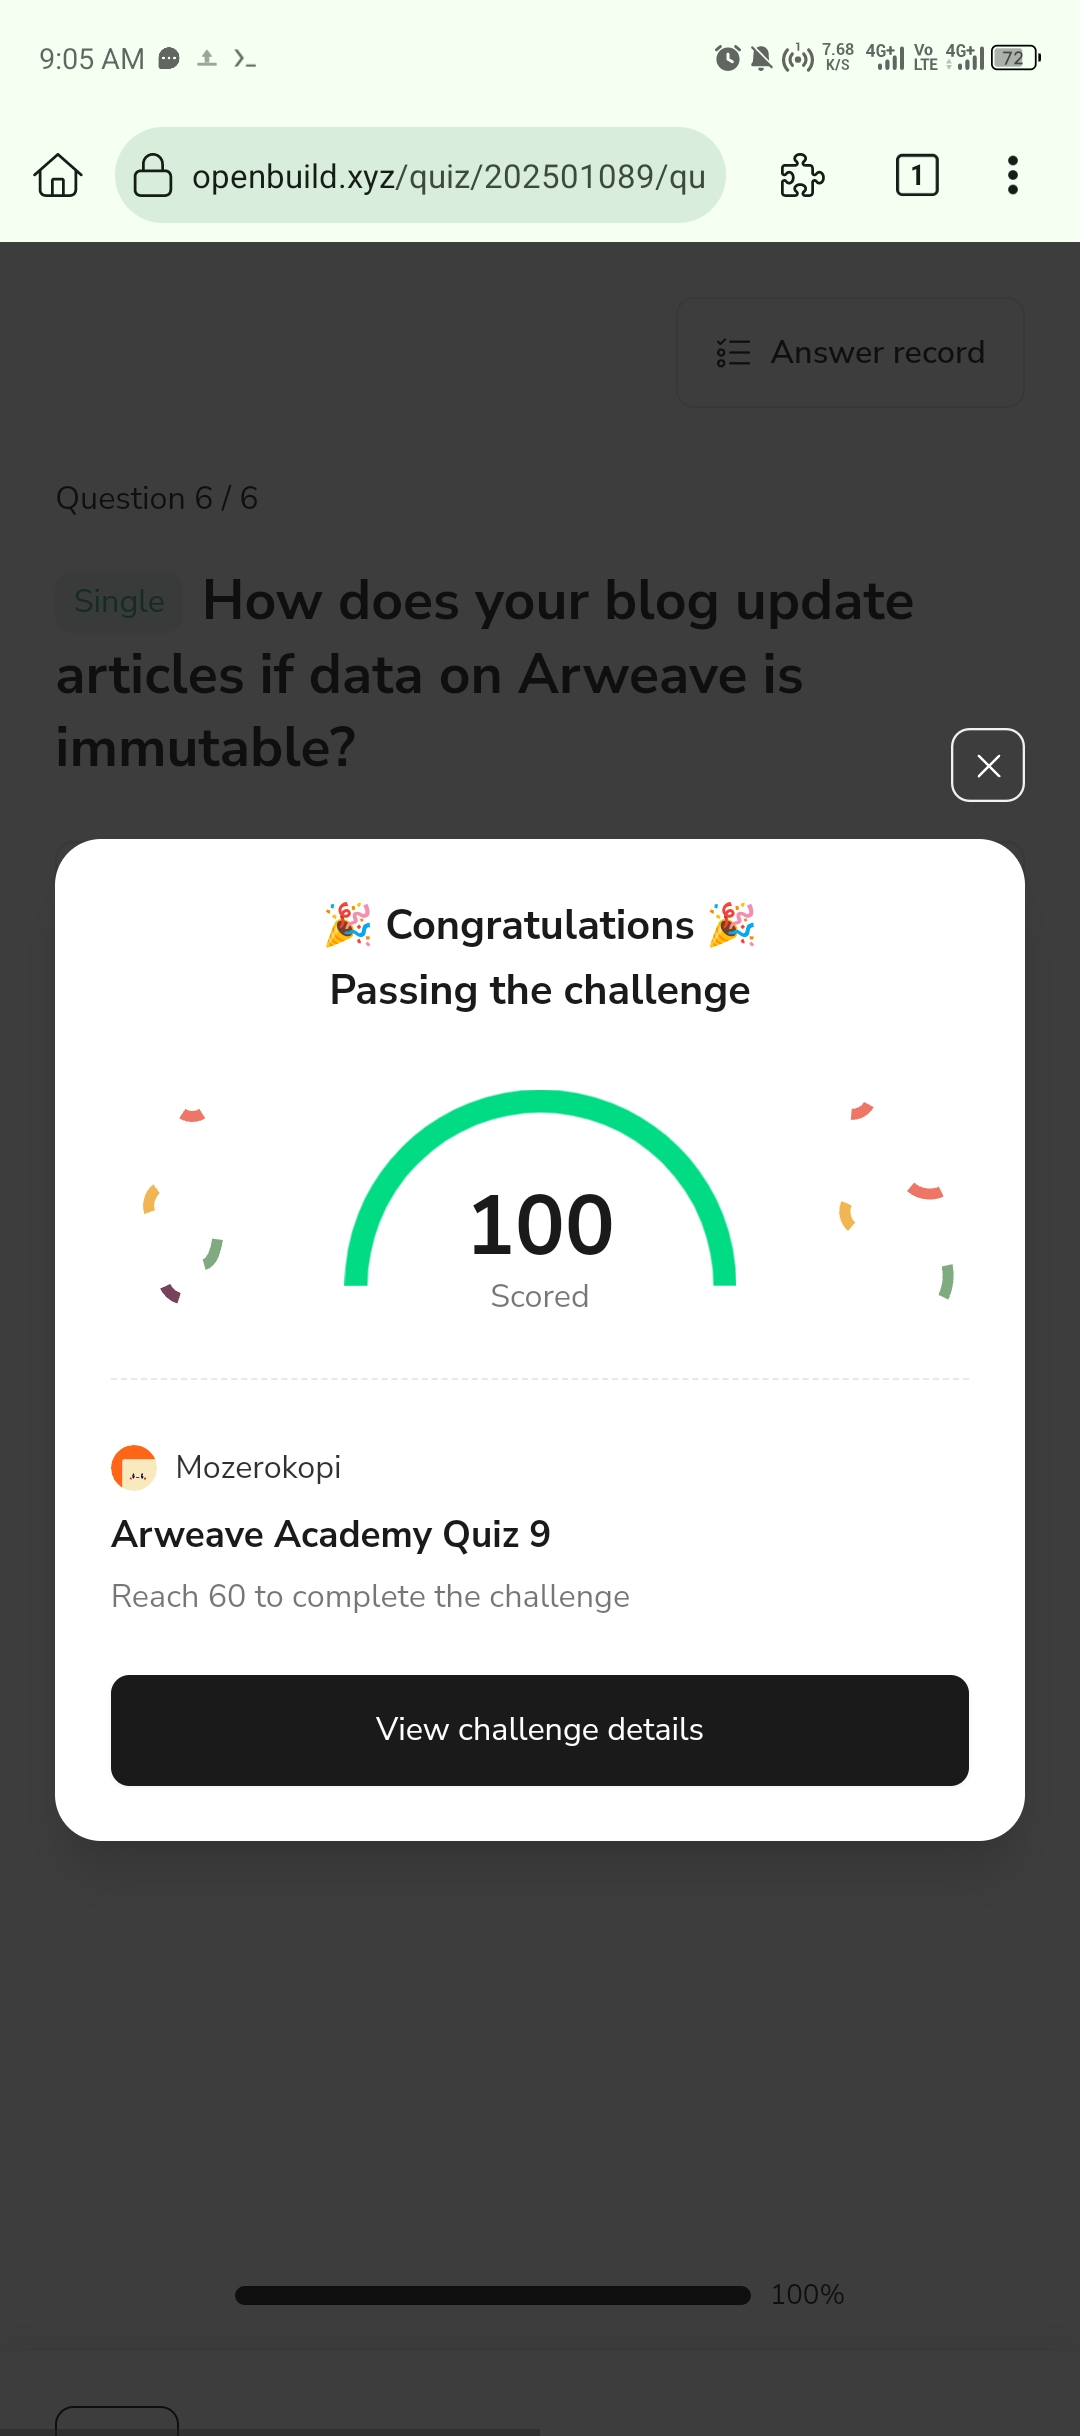 9:05 AM
1
7.68
K/S
4G+
Vo
LTE
4G+
72
openbuild.xyz/quiz/202501089/qu
1
Answer record
Question 6 / 6
Single How does your blog update
articles if data on Arweave is
immutable?
🎉 Congratulations 🎉
Passing the challenge
100
Scored
Mozerokopi
Arweave Academy Quiz 9
Reach 60 to complete the challenge
View challenge details
100%